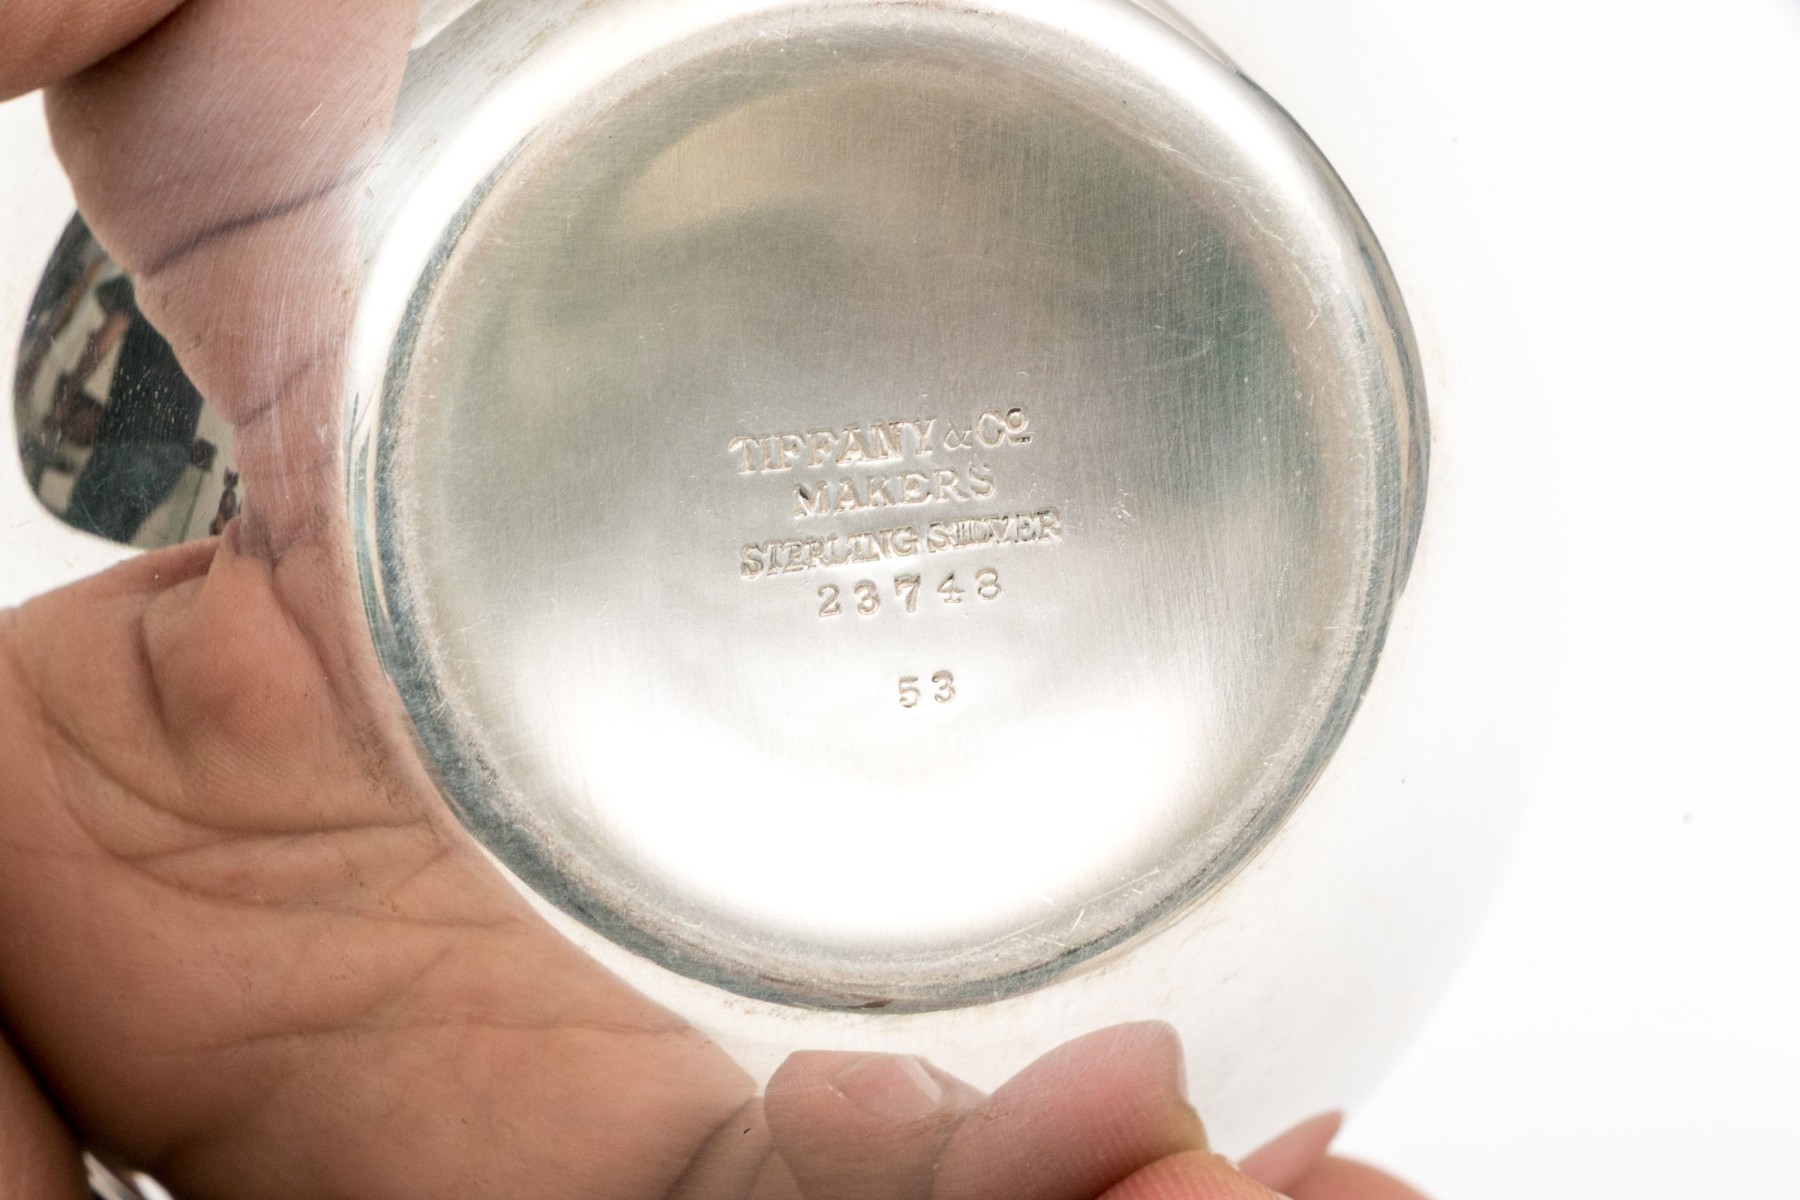 TIFFANY & Cº
MAKERS
STERLING SILVER
23748
53